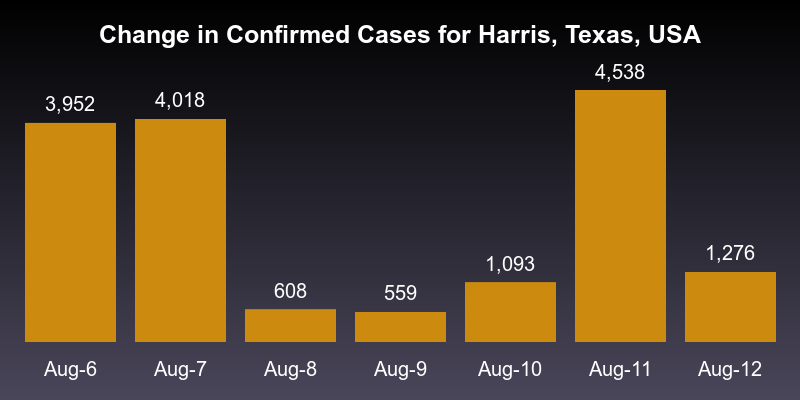 Change in Confirmed Cases for Harris, Texas, USA
3,952
4,018
608
559
1,093
4,538
1,276
Aug-6
Aug-7
Aug-8
Aug-9
Aug-10
Aug-11
Aug-12